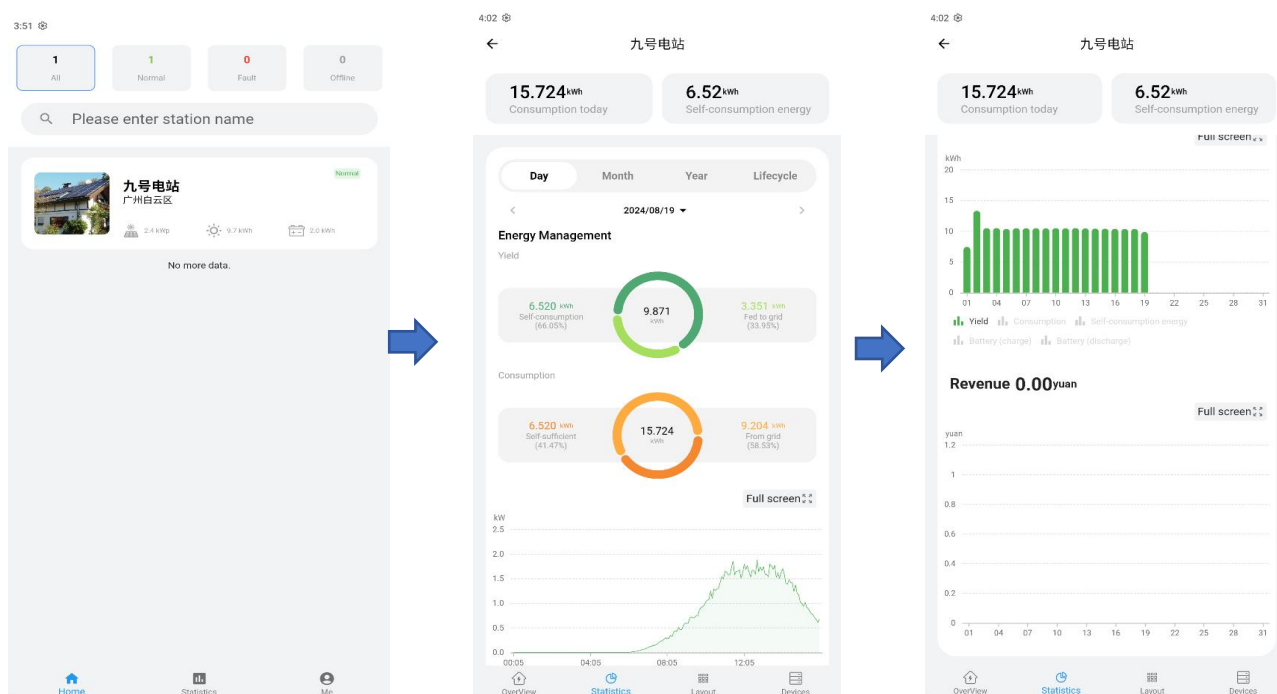 3:51
1
All
1
Normal
0
Fault
0
Offline
Please enter station name
九号电站
Normal
广州白云区
2.4 kWp
9.7 kWh
2.0 kWh
No more data.
Home
Statistics
Me
4:02
九号电站
15.724kWh
Consumption today
6.52kWh
Self-consumption energy
Day
Month
Year
Lifecycle
2024/08/19
Energy Management
Yield
6.520 kWh
Self-consumption
(66.05%)
9.871
kWh
3.351 kWh
Fed to grid
(33.95%)
Consumption
6.520 kWh
Self-sufficient
(41.47%)
15.724
kWh
9.204 kWh
From grid
(58.53%)
Full screen
kW
2.5
2.0
1.5
1.0
0.5
0.0
00:05 04:05 08:05 12:05
OverView
Statistics
Layout
Devices
4:02
九号电站
15.724kWh
Consumption today
6.52kWh
Self-consumption energy
Full screen
kWh
20
15
10
5
0
01 04 07 10 13 16 19 22 25 28 31
Yield Consumption Self-consumption energy
Battery (charge) Battery (discharge)
Revenue 0.00yuan
Full screen
yuan
1.2
1
0.8
0.6
0.4
0.2
0
01 04 07 10 13 16 19 22 25 28 31
OverView
Statistics
Layout
Devices